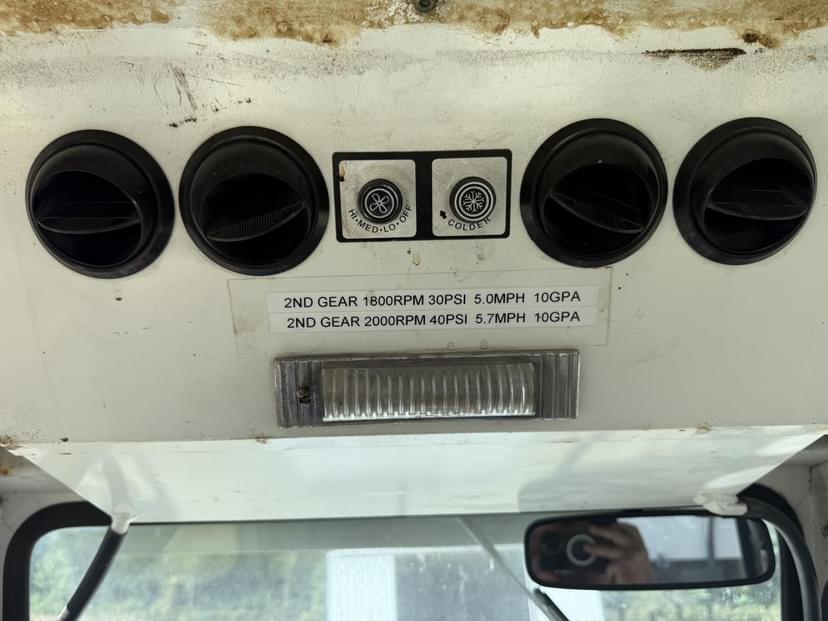 HI•MED•LO•OFF
COLDER
2ND GEAR 1800RPM 30PSI 5.0MPH 10GPA
2ND GEAR 2000RPM 40PSI 5.7MPH 10GPA